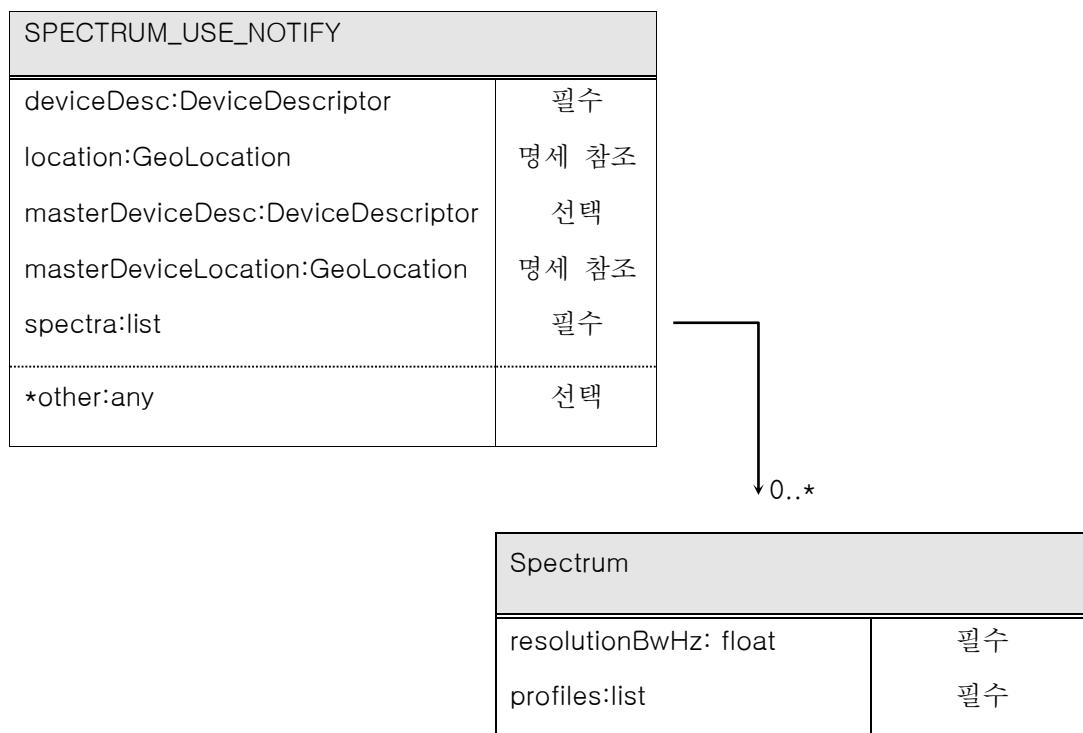 SPECTRUM_USE_NOTIFY
deviceDesc:DeviceDescriptor 필수
location:GeoLocation 명세 참조
masterDeviceDesc:DeviceDescriptor 선택
masterDeviceLocation:GeoLocation 명세 참조
spectra:list 필수
*other:any 선택
0..*
Spectrum
resolutionBwHz: float 필수
profiles:list 필수